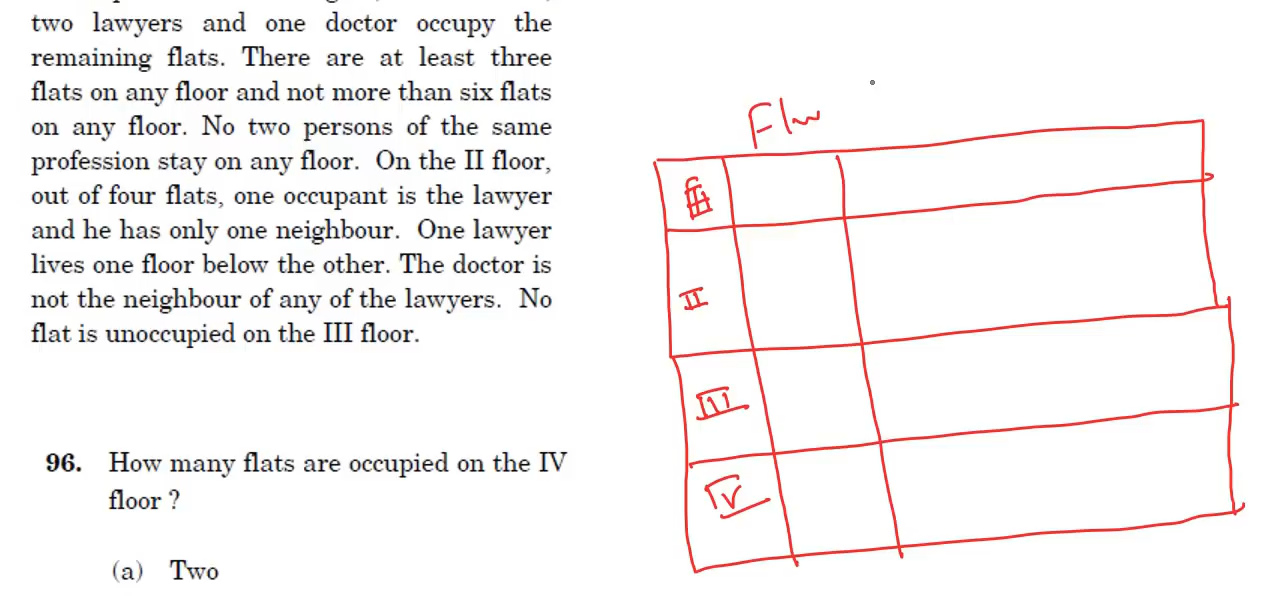 two lawyers and one doctor occupy the
remaining flats. There are at least three
flats on any floor and not more than six flats
on any floor. No two persons of the same
profession stay on any floor. On the II floor,
out of four flats, one occupant is the lawyer
and he has only one neighbour. One lawyer
lives one floor below the other. The doctor is
not the neighbour of any of the lawyers. No
flat is unoccupied on the III floor.
II
III
IV
96. How many flats are occupied on the IV
floor ?
(a) Two